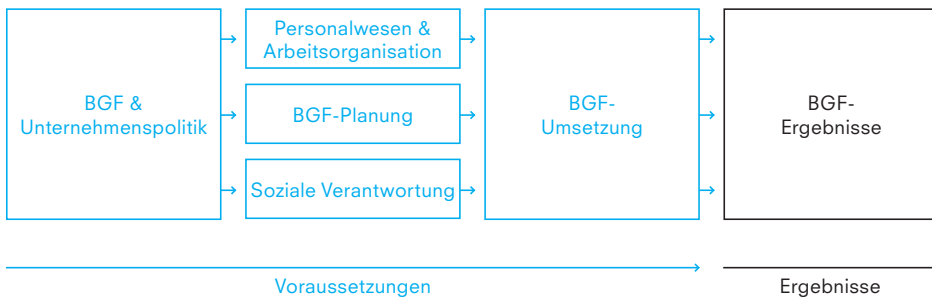 BGF &
Unternehmenspolitik
Personalwesen &
Arbeitsorganisation
BGF-Planung
Soziale Verantwortung
BGF-
Umsetzung
BGF-
Ergebnisse
Voraussetzungen
Ergebnisse